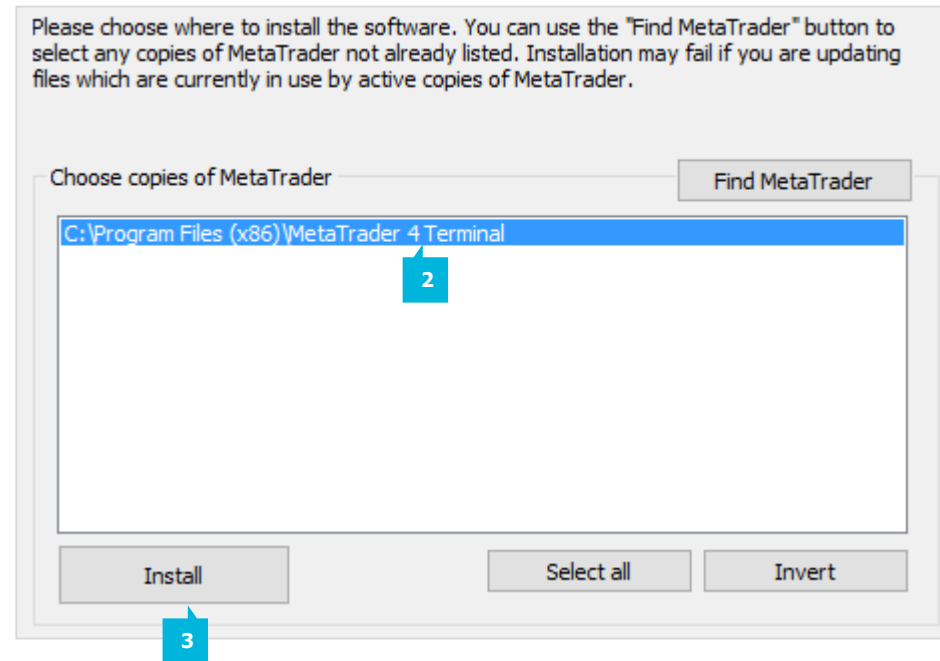 Please choose where to install the software. You can use the "Find MetaTrader" button to
select any copies of MetaTrader not already listed. Installation may fail if you are updating
files which are currently in use by active copies of MetaTrader.
Choose copies of MetaTrader
Find MetaTrader
C:\Program Files (x86)\MetaTrader 4 Terminal
2
Install
Select all
Invert
3